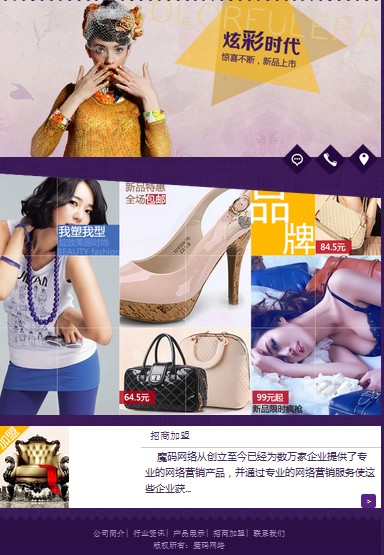 COLORFUL ERA
炫彩时代
惊喜不断，新品上市
新品特惠
全场包邮
品
牌
84.5元
我塑我型
绽放美丽时尚
BEAUTY fashion
64.5元
99元起
新品限时疯抢
加盟
招商加盟
魔码网络从创立至今已经为数万家企业提供了专
业的网络营销产品，并通过专业的网络营销服务使这
些企业获...
>
公司简介| 行业资讯| 产品展示| 招商加盟| 联系我们
版权所有：魔码网络